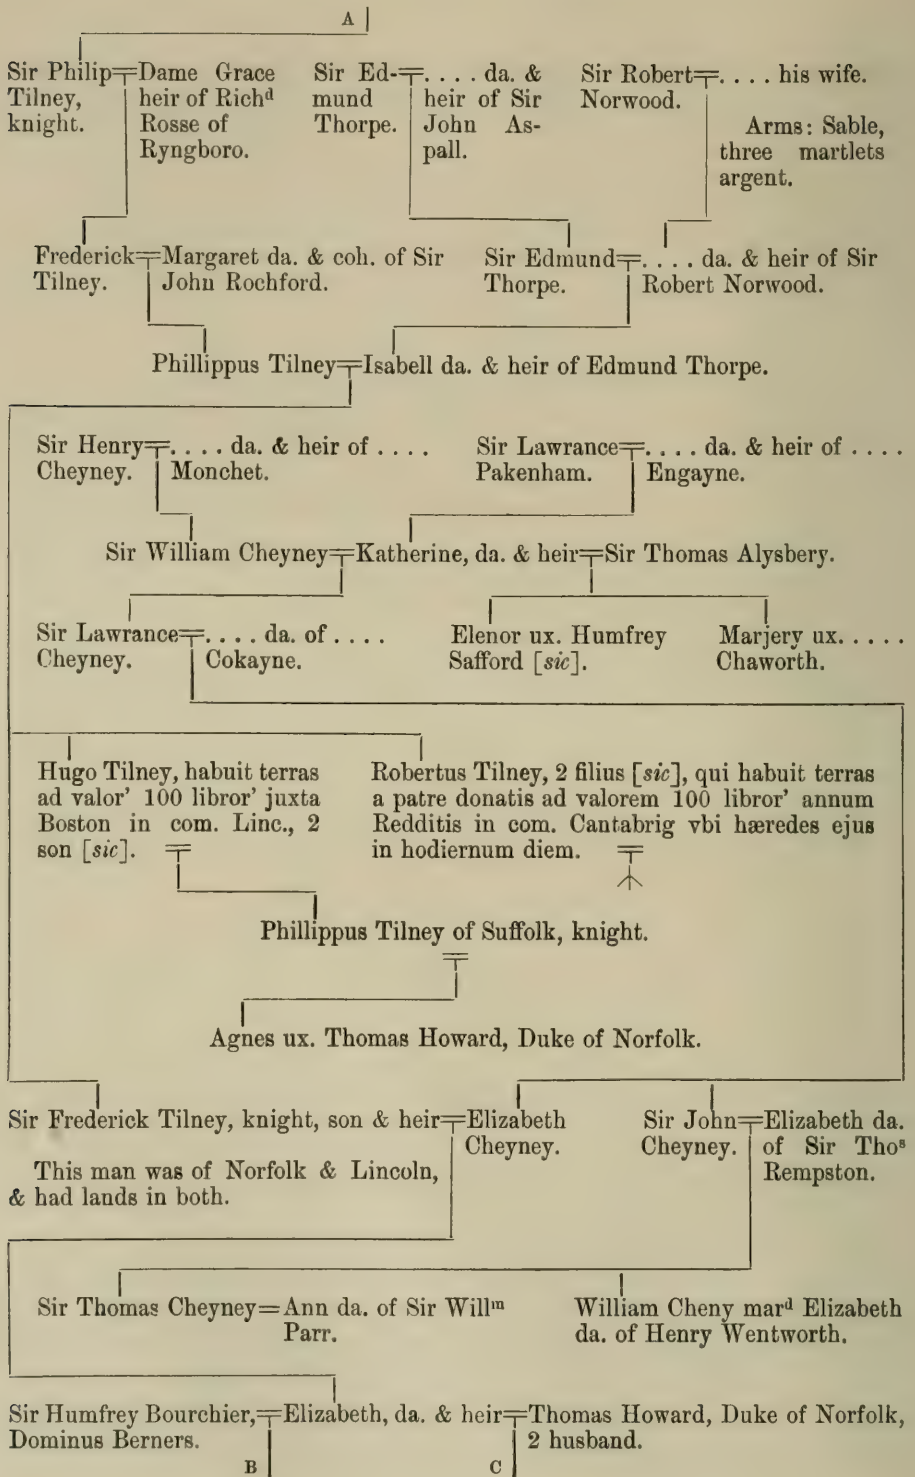 A
Sir Philip Dame Grace Sir Ed- . . . . da. & Sir Robert . . . . his wife.
Tilney, heir of Richd mund heir of Sir Norwood.
knight. Rosse of Thorpe. John As- Arms: Sable,
Ryngboro. pall. three martlets
argent.
Frederick Margaret da. & coh. of Sir Sir Edmund . . . . da. & heir of Sir
Tilney. John Rochford. Thorpe. Robert Norwood.
Phillippus Tilney Isabell da. & heir of Edmund Thorpe.
Sir Henry . . . . da. & heir of . . . . Sir Lawrance . . . . da. & heir of . . . .
Cheyney. Monchet. Pakenham. Engayne.
Sir William Cheyney Katherine, da. & heir Sir Thomas Alysbery.
Sir Lawrance . . . . da. of . . . . Elenor ux. Humfrey Marjery ux. . . . .
Cheyney. Cokayne. Safford [sic]. Chaworth.
Hugo Tilney, habuit terras Robertus Tilney, 2 filius [sic], qui habuit terras
ad valor' 100 libror' juxta a patre donatis ad valorem 100 libror' annum
Boston in com. Linc., 2 Redditis in com. Cantabrig vbi hæredes ejus
son [sic]. in hodiernum diem.
Phillippus Tilney of Suffolk, knight.
Agnes ux. Thomas Howard, Duke of Norfolk.
Sir Frederick Tilney, knight, son & heir Elizabeth Sir John Elizabeth da.
Cheyney. Cheyney. of Sir Thos
This man was of Norfolk & Lincoln, Rempston.
& had lands in both.
Sir Thomas Cheyney = Ann da. of Sir Willm William Cheny mard Elizabeth
Parr. da. of Henry Wentworth.
Sir Humfrey Bourchier, Elizabeth, da. & heir Thomas Howard, Duke of Norfolk,
Dominus Berners. 2 husband.
B C